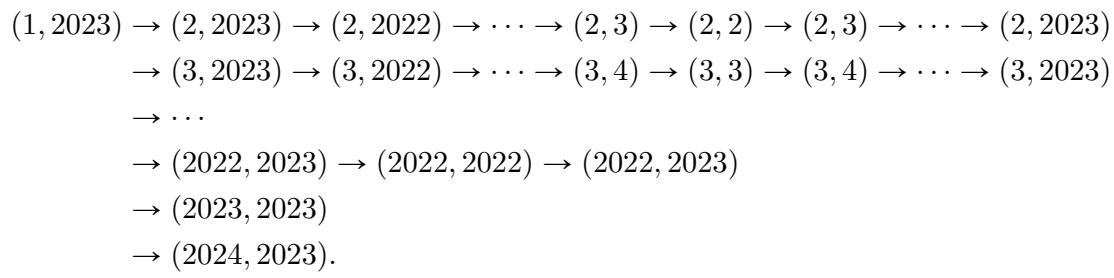 (1, 2023) → (2, 2023) → (2, 2022) → ⋯ → (2, 3) → (2, 2) → (2, 3) → ⋯ → (2, 2023)
→ (3, 2023) → (3, 2022) → ⋯ → (3, 4) → (3, 3) → (3, 4) → ⋯ → (3, 2023)
→ ⋯
→ (2022, 2023) → (2022, 2022) → (2022, 2023)
→ (2023, 2023)
→ (2024, 2023).